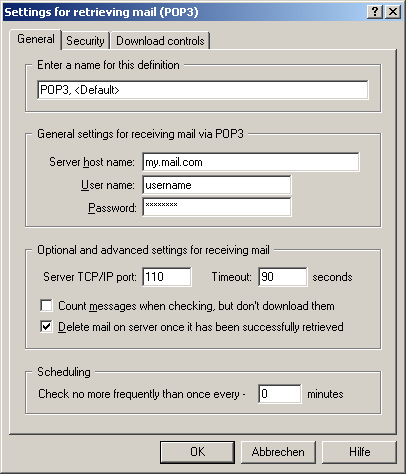 Settings for retrieving mail (POP3)
General Security Download controls
Enter a name for this definition
POP3, <Default>
General settings for receiving mail via POP3
Server host name: my.mail.com
User name: username
Password: ********
Optional and advanced settings for receiving mail
Server TCP/IP port: 110 Timeout: 90 seconds
Count messages when checking, but don't download them
Delete mail on server once it has been successfully retrieved
Scheduling
Check no more frequently than once every - 0 minutes
OK Abbrechen Hilfe